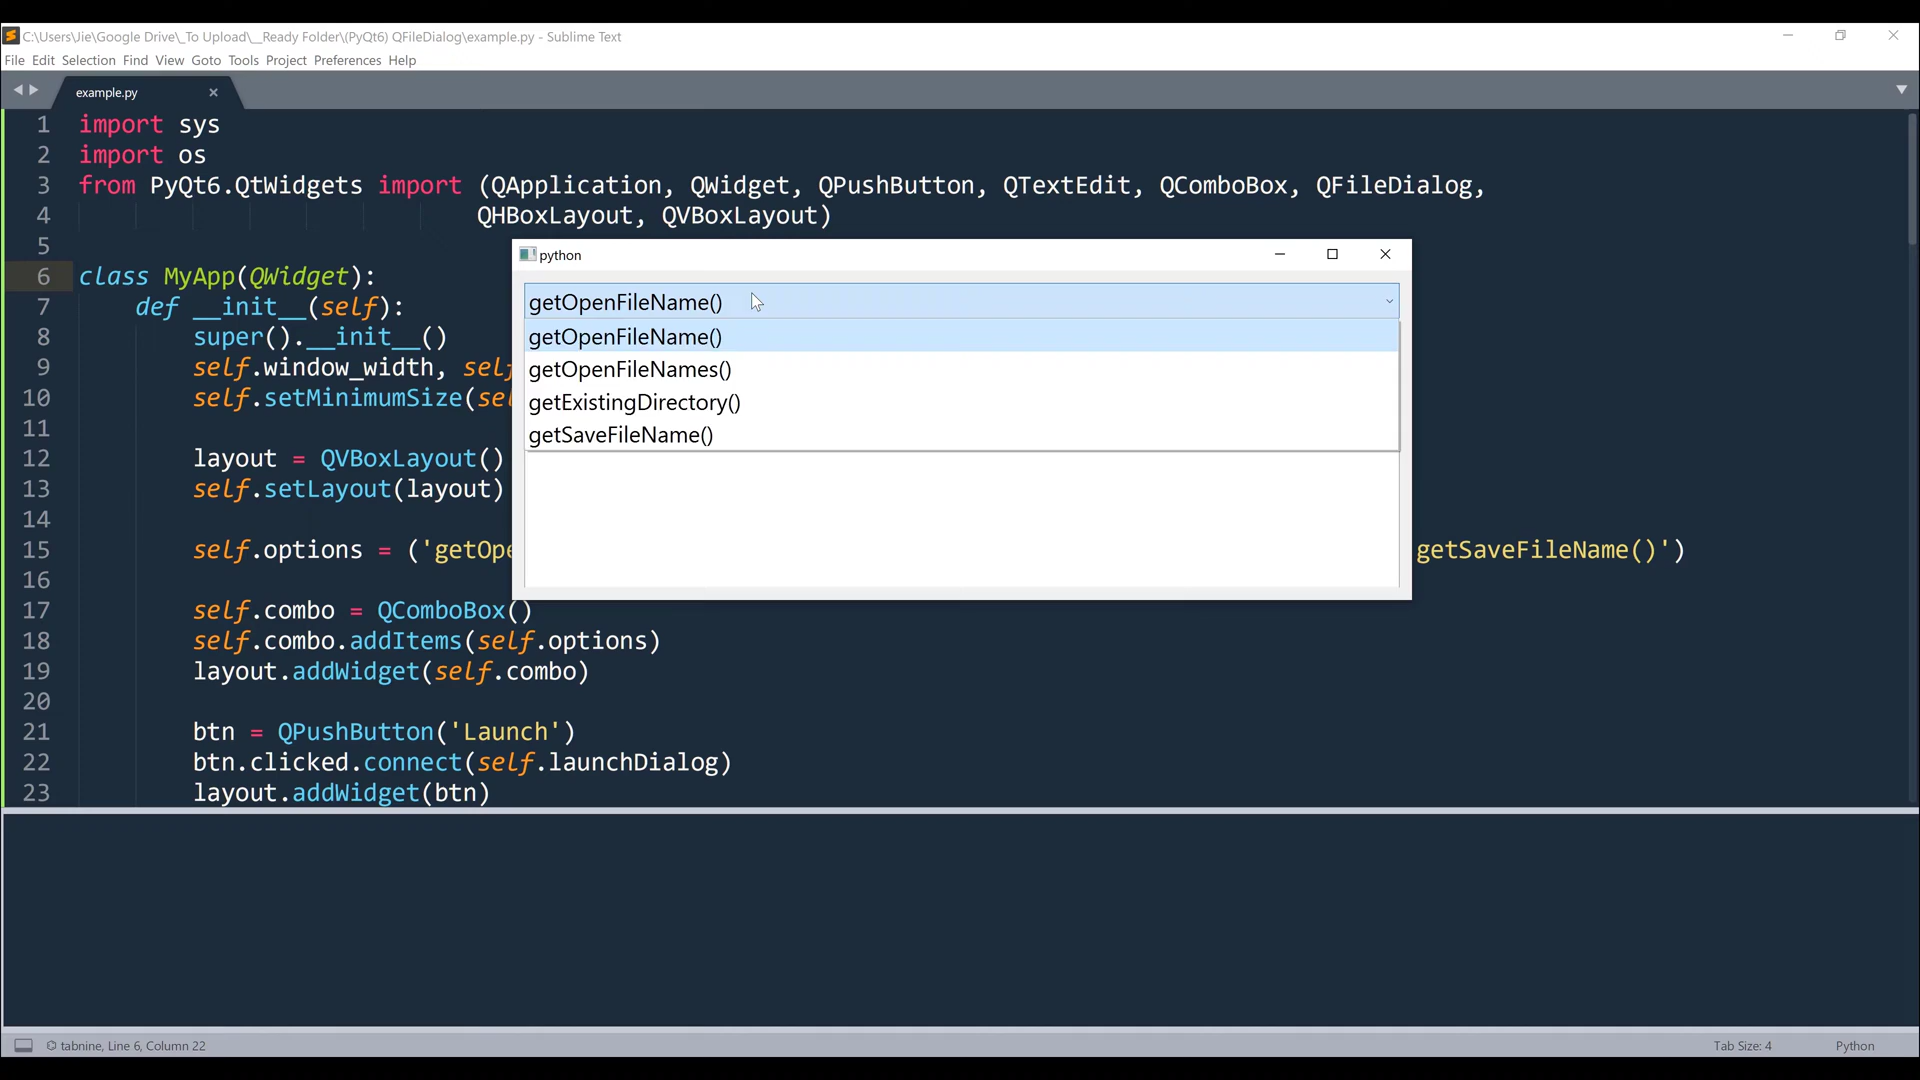 C:\Users\Jie\Google Drive\_To Upload\__Ready Folder\(PyQt6) QFileDialog\example.py - Sublime Text
File Edit Selection Find View Goto Tools Project Preferences Help
example.py
1 import sys
2 import os
3 from PyQt6.QtWidgets import (QApplication, QWidget, QPushButton, QTextEdit, QComboBox, QFileDialog,
4 QHBoxLayout, QVBoxLayout)
5
python
6 class MyApp(QWidget):
7 def __init__(self):
8 super().__init__()
9 self.window_width, self
10 self.setMinimumSize(sel
11
12 layout = QVBoxLayout()
13 self.setLayout(layout)
14
15 self.options = ('getOpe getSaveFileName()')
16
getOpenFileName()
getOpenFileName()
getOpenFileNames()
getExistingDirectory()
getSaveFileName()
17 self.combo = QComboBox()
18 self.combo.addItems(self.options)
19 layout.addWidget(self.combo)
20
21 btn = QPushButton('Launch')
22 btn.clicked.connect(self.launchDialog)
23 layout.addWidget(btn)
tabnine, Line 6, Column 22
Tab Size: 4
Python